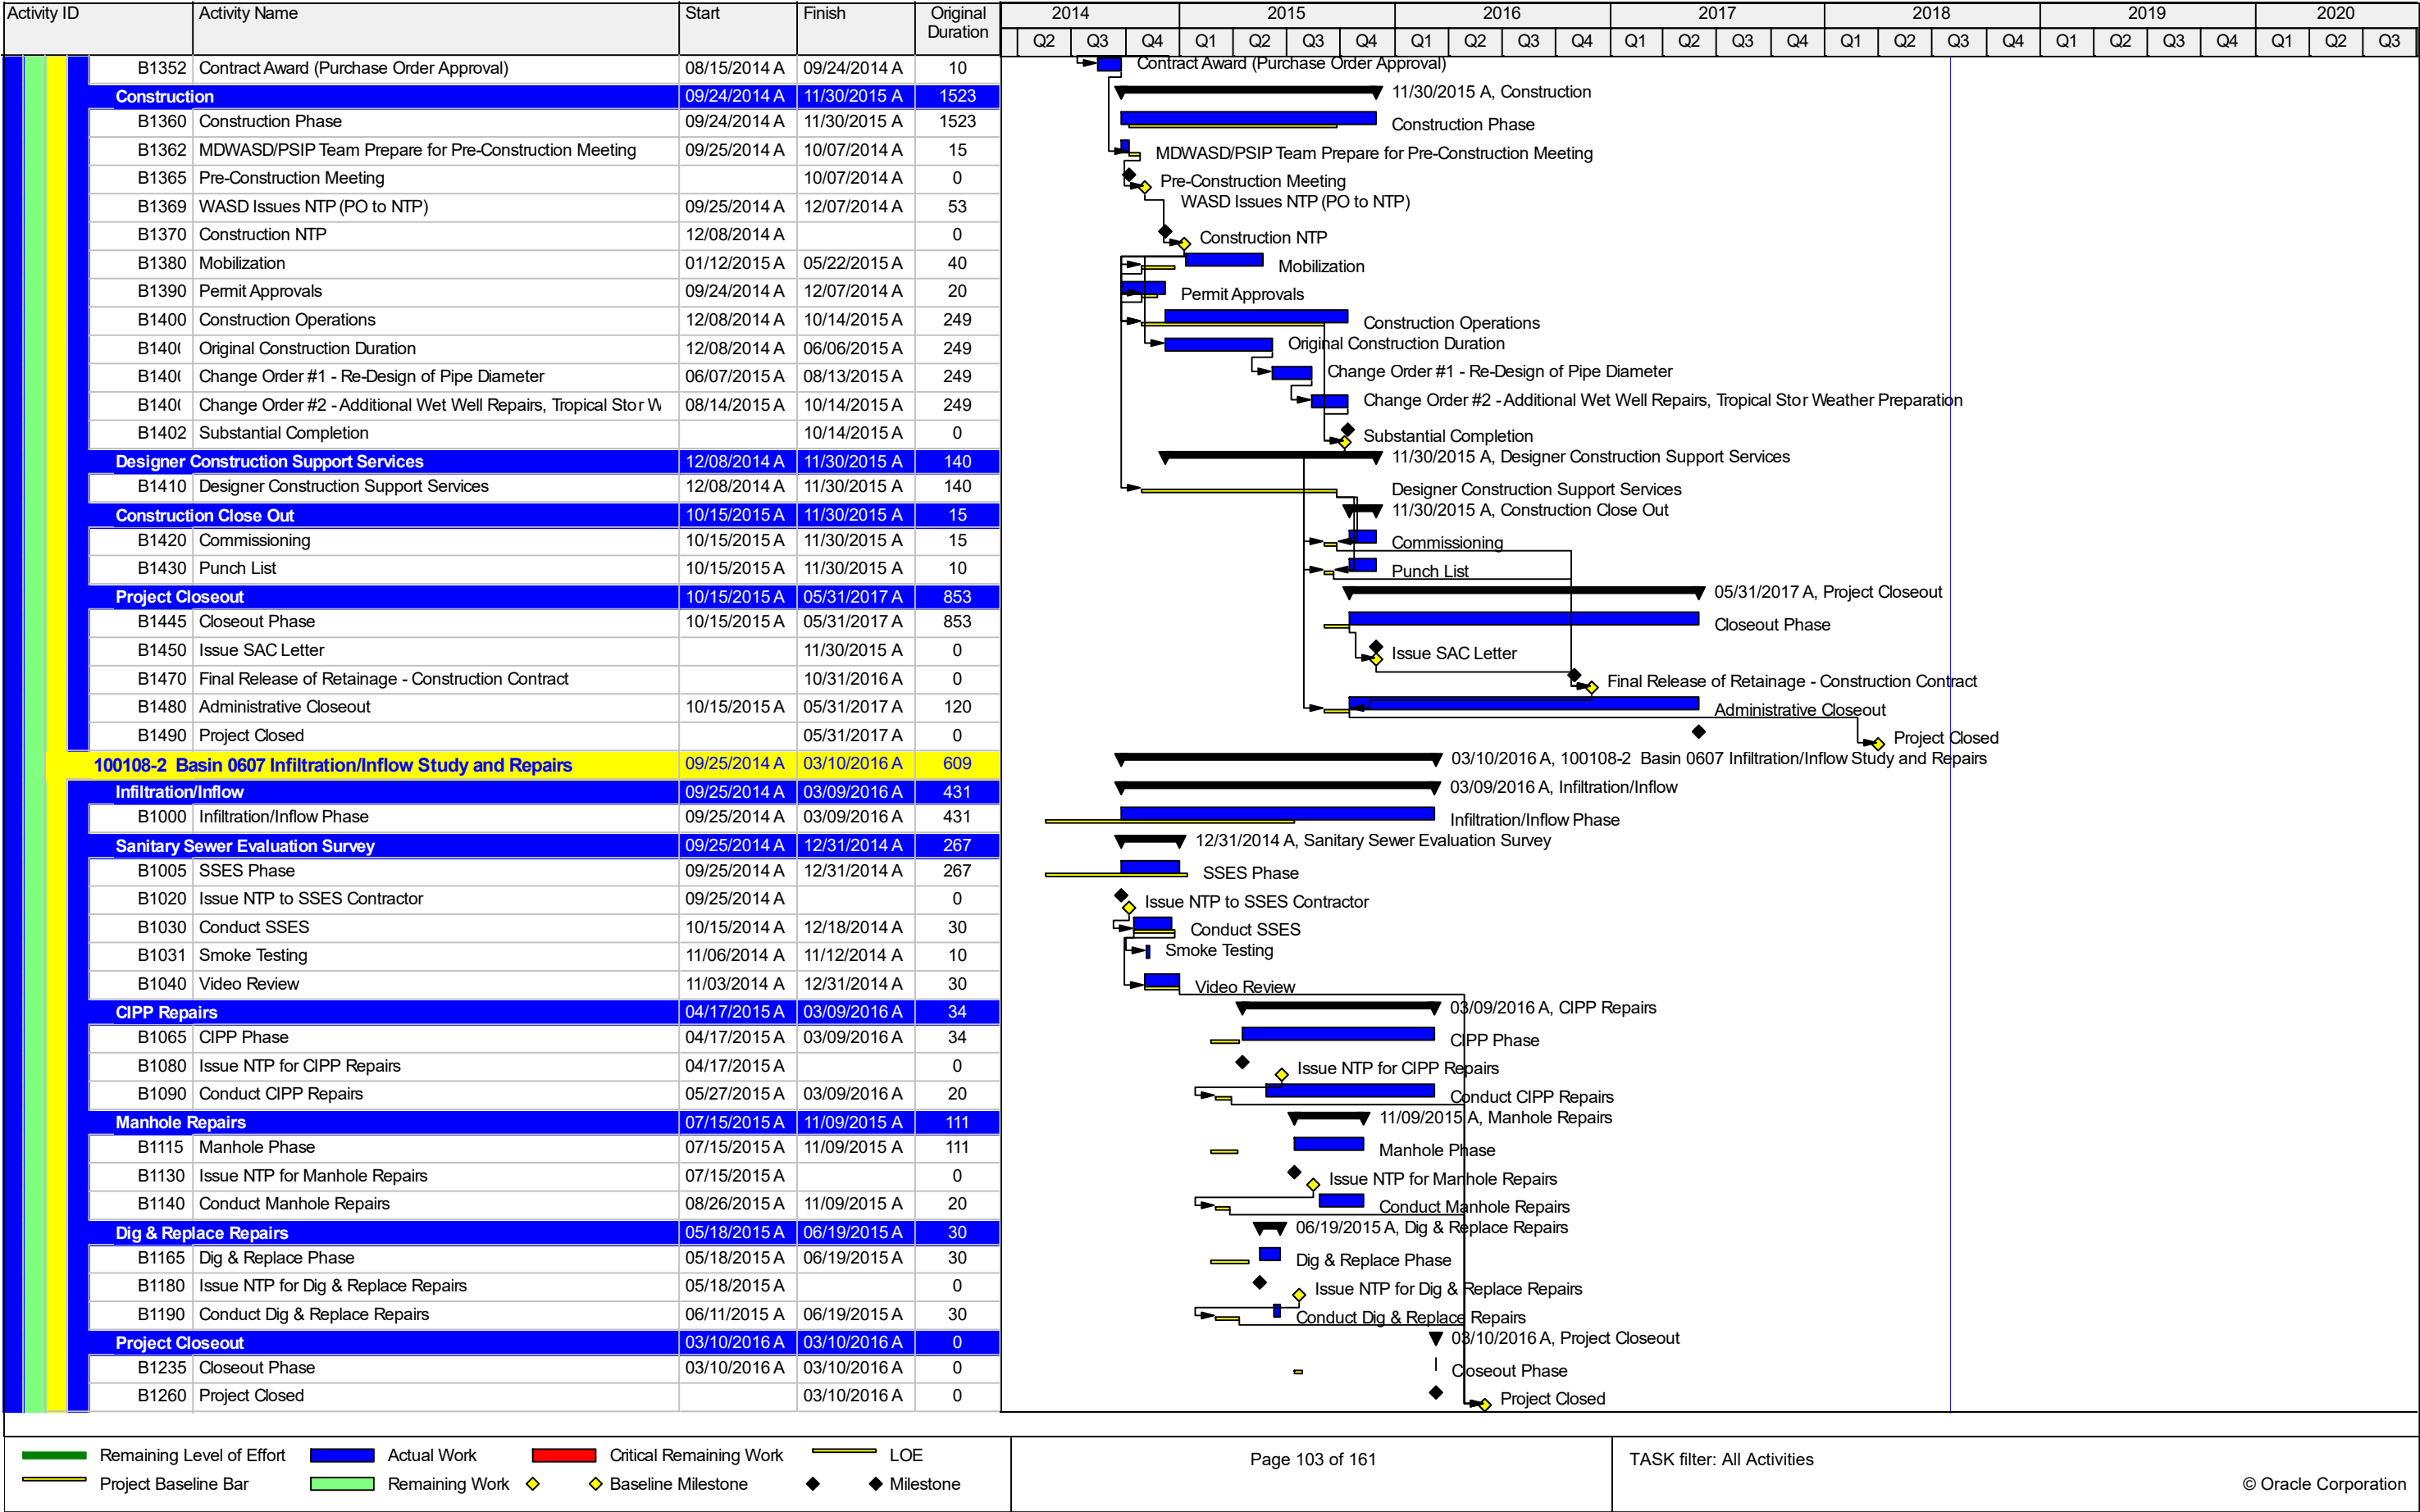 Activity ID Activity Name Start Finish Original Duration 2014 2015 2016 2017 2018 2019 2020
Q2 Q3 Q4 Q1 Q2 Q3 Q4 Q1 Q2 Q3 Q4 Q1 Q2 Q3 Q4 Q1 Q2 Q3 Q4 Q1 Q2 Q3 Q4 Q1 Q2 Q3
B1352 Contract Award (Purchase Order Approval) 08/15/2014 A 09/24/2014 A 10 Contract Award (Purchase Order Approval)
Construction 09/24/2014 A 11/30/2015 A 1523 11/30/2015 A, Construction
B1360 Construction Phase 09/24/2014 A 11/30/2015 A 1523 Construction Phase
B1362 MDWASD/PSIP Team Prepare for Pre-Construction Meeting 09/25/2014 A 10/07/2014 A 15 MDWASD/PSIP Team Prepare for Pre-Construction Meeting
B1365 Pre-Construction Meeting 10/07/2014 A 0 Pre-Construction Meeting
B1369 WASD Issues NTP (PO to NTP) 09/25/2014 A 12/07/2014 A 53 WASD Issues NTP (PO to NTP)
B1370 Construction NTP 12/08/2014 A 0 Construction NTP
B1380 Mobilization 01/12/2015 A 05/22/2015 A 40 Mobilization
B1390 Permit Approvals 09/24/2014 A 12/07/2014 A 20 Permit Approvals
B1400 Construction Operations 12/08/2014 A 10/14/2015 A 249 Construction Operations
B140( Original Construction Duration 12/08/2014 A 06/06/2015 A 249 Original Construction Duration
B140( Change Order #1 - Re-Design of Pipe Diameter 06/07/2015 A 08/13/2015 A 249 Change Order #1 - Re-Design of Pipe Diameter
B140( Change Order #2 - Additional Wet Well Repairs, Tropical Stor W 08/14/2015 A 10/14/2015 A 249 Change Order #2 - Additional Wet Well Repairs, Tropical Stor Weather Preparation
B1402 Substantial Completion 10/14/2015 A 0 Substantial Completion
Designer Construction Support Services 12/08/2014 A 11/30/2015 A 140 11/30/2015 A, Designer Construction Support Services
B1410 Designer Construction Support Services 12/08/2014 A 11/30/2015 A 140 Designer Construction Support Services
Construction Close Out 10/15/2015 A 11/30/2015 A 15 11/30/2015 A, Construction Close Out
B1420 Commissioning 10/15/2015 A 11/30/2015 A 15 Commissioning
B1430 Punch List 10/15/2015 A 11/30/2015 A 10 Punch List
Project Closeout 10/15/2015 A 05/31/2017 A 853 05/31/2017 A, Project Closeout
B1445 Closeout Phase 10/15/2015 A 05/31/2017 A 853 Closeout Phase
B1450 Issue SAC Letter 11/30/2015 A 0 Issue SAC Letter
B1470 Final Release of Retainage - Construction Contract 10/31/2016 A 0 Final Release of Retainage - Construction Contract
B1480 Administrative Closeout 10/15/2015 A 05/31/2017 A 120 Administrative Closeout
B1490 Project Closed 05/31/2017 A 0 Project Closed
100108-2 Basin 0607 Infiltration/Inflow Study and Repairs 09/25/2014 A 03/10/2016 A 609 03/10/2016 A, 100108-2 Basin 0607 Infiltration/Inflow Study and Repairs
Infiltration/Inflow 09/25/2014 A 03/09/2016 A 431 03/09/2016 A, Infiltration/Inflow
B1000 Infiltration/Inflow Phase 09/25/2014 A 03/09/2016 A 431 Infiltration/Inflow Phase
Sanitary Sewer Evaluation Survey 09/25/2014 A 12/31/2014 A 267 12/31/2014 A, Sanitary Sewer Evaluation Survey
B1005 SSES Phase 09/25/2014 A 12/31/2014 A 267 SSES Phase
B1020 Issue NTP to SSES Contractor 09/25/2014 A 0 Issue NTP to SSES Contractor
B1030 Conduct SSES 10/15/2014 A 12/18/2014 A 30 Conduct SSES
B1031 Smoke Testing 11/06/2014 A 11/12/2014 A 10 Smoke Testing
B1040 Video Review 11/03/2014 A 12/31/2014 A 30 Video Review
CIPP Repairs 04/17/2015 A 03/09/2016 A 34 03/09/2016 A, CIPP Repairs
B1065 CIPP Phase 04/17/2015 A 03/09/2016 A 34 CIPP Phase
B1080 Issue NTP for CIPP Repairs 04/17/2015 A 0 Issue NTP for CIPP Repairs
B1090 Conduct CIPP Repairs 05/27/2015 A 03/09/2016 A 20 Conduct CIPP Repairs
Manhole Repairs 07/15/2015 A 11/09/2015 A 111 11/09/2015 A, Manhole Repairs
B1115 Manhole Phase 07/15/2015 A 11/09/2015 A 111 Manhole Phase
B1130 Issue NTP for Manhole Repairs 07/15/2015 A 0 Issue NTP for Manhole Repairs
B1140 Conduct Manhole Repairs 08/26/2015 A 11/09/2015 A 20 Conduct Manhole Repairs
Dig & Replace Repairs 05/18/2015 A 06/19/2015 A 30 06/19/2015 A, Dig & Replace Repairs
B1165 Dig & Replace Phase 05/18/2015 A 06/19/2015 A 30 Dig & Replace Phase
B1180 Issue NTP for Dig & Replace Repairs 05/18/2015 A 0 Issue NTP for Dig & Replace Repairs
B1190 Conduct Dig & Replace Repairs 06/11/2015 A 06/19/2015 A 30 Conduct Dig & Replace Repairs
Project Closeout 03/10/2016 A 03/10/2016 A 0 03/10/2016 A, Project Closeout
B1235 Closeout Phase 03/10/2016 A 03/10/2016 A 0 Closeout Phase
B1260 Project Closed 03/10/2016 A 0 Project Closed
Remaining Level of Effort Actual Work Critical Remaining Work LOE
Project Baseline Bar Remaining Work Baseline Milestone Milestone
Page 103 of 161
TASK filter: All Activities
© Oracle Corporation